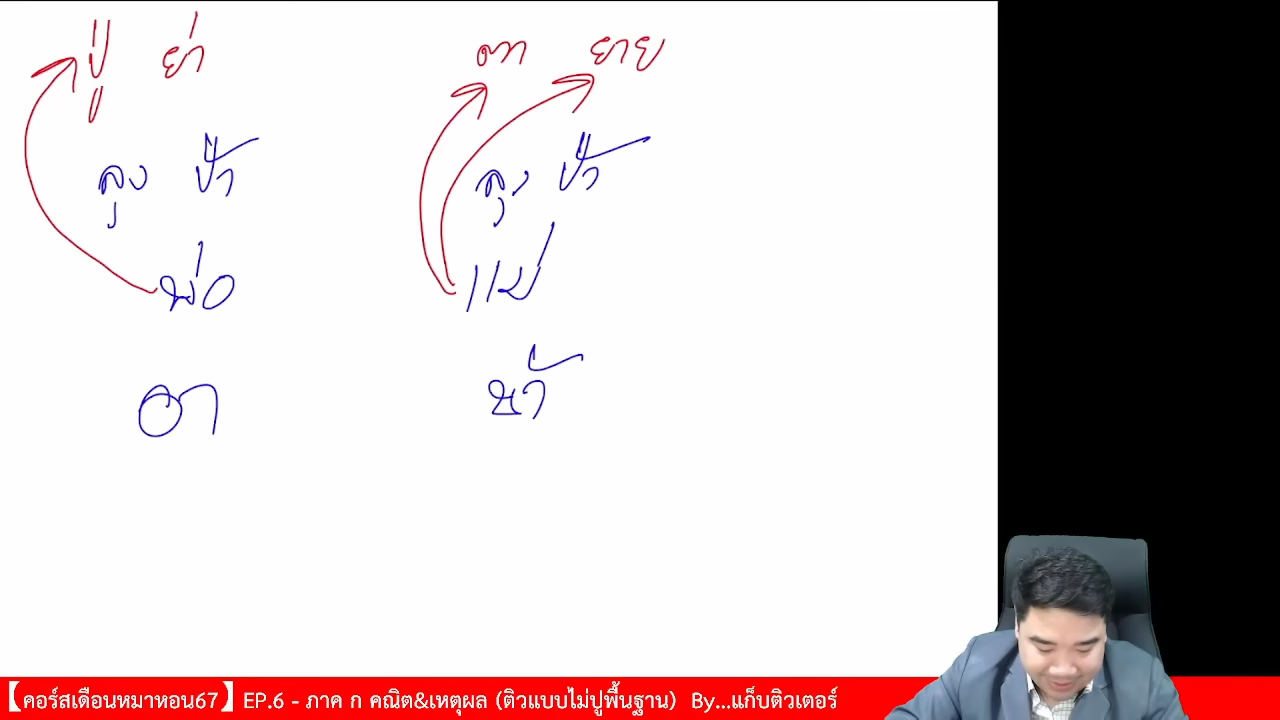 ปู่ ย่า ตา ยาย
ลุง ป้า ลุง ป้า
พ่อ แม่
อา น้า
【คอร์สเดือนหมาหอน67】 EP.6 - ภาค ก คณิต&เหตุผล (ติวแบบไม่ปูพื้นฐาน) By...แก็บติวเตอร์